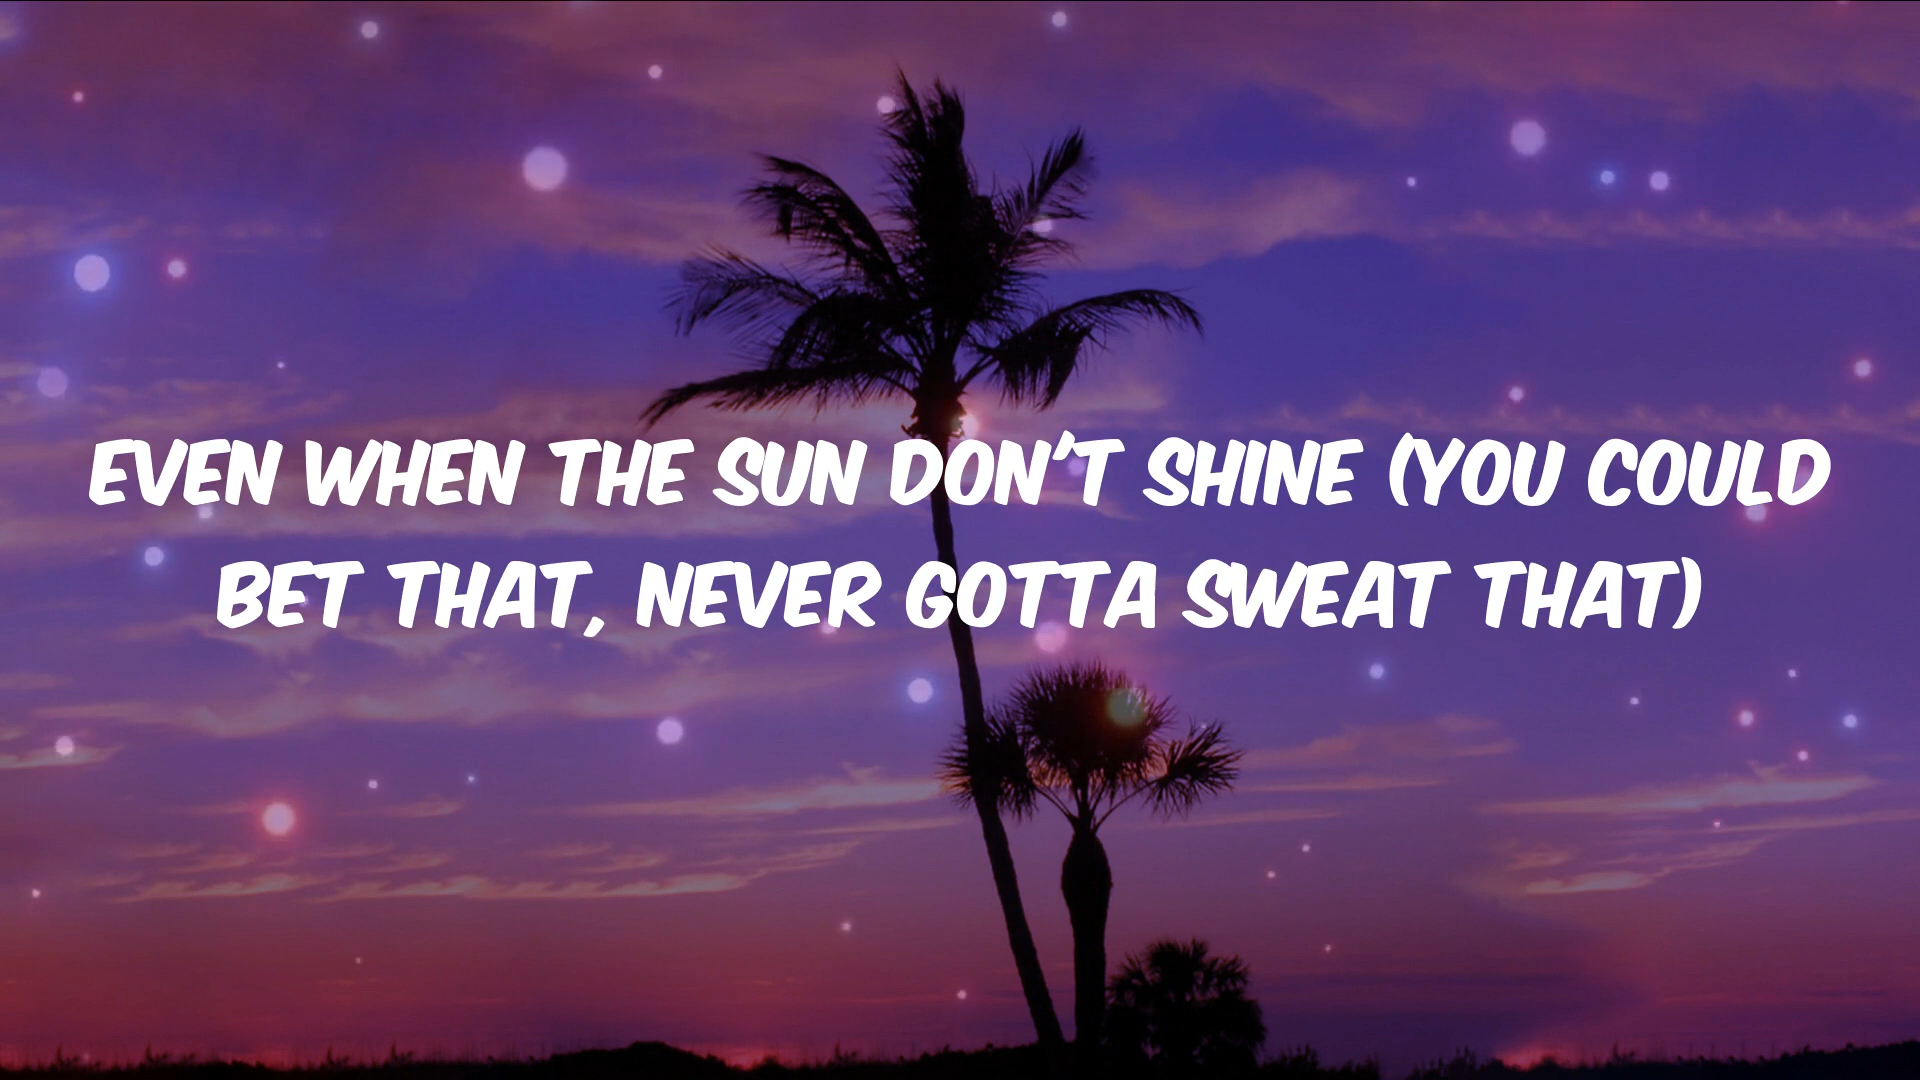 EVEN WHEN THE SUN DON'T SHINE (YOU COULD
BET THAT, NEVER GOTTA SWEAT THAT)